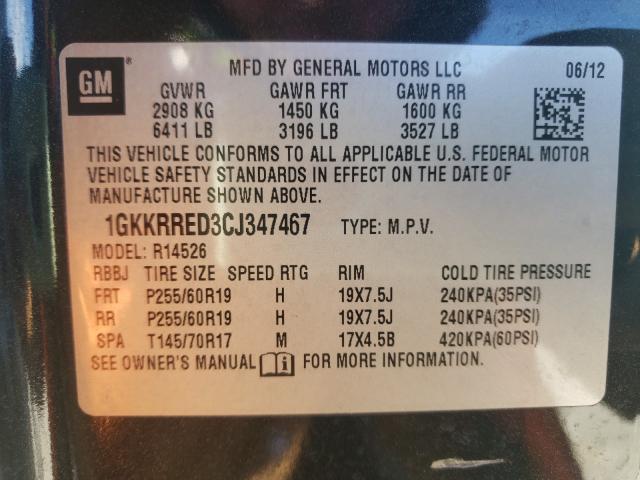 GM ®
MFD BY GENERAL MOTORS LLC 06/12
GVWR GAWR FRT GAWR RR
2908 KG 1450 KG 1600 KG
6411 LB 3196 LB 3527 LB
THIS VEHICLE CONFORMS TO ALL APPLICABLE U.S. FEDERAL MOTOR
VEHICLE SAFETY STANDARDS IN EFFECT ON THE DATE OF
MANUFACTURE SHOWN ABOVE.
1GKKRRED3CJ347467 TYPE: M.P.V.
MODEL: R14526
RBBJ TIRE SIZE SPEED RTG RIM COLD TIRE PRESSURE
FRT P255/60R19 H 19X7.5J 240KPA(35PSI)
RR P255/60R19 H 19X7.5J 240KPA(35PSI)
SPA T145/70R17 M 17X4.5B 420KPA(60PSI)
SEE OWNER'S MANUAL i FOR MORE INFORMATION.